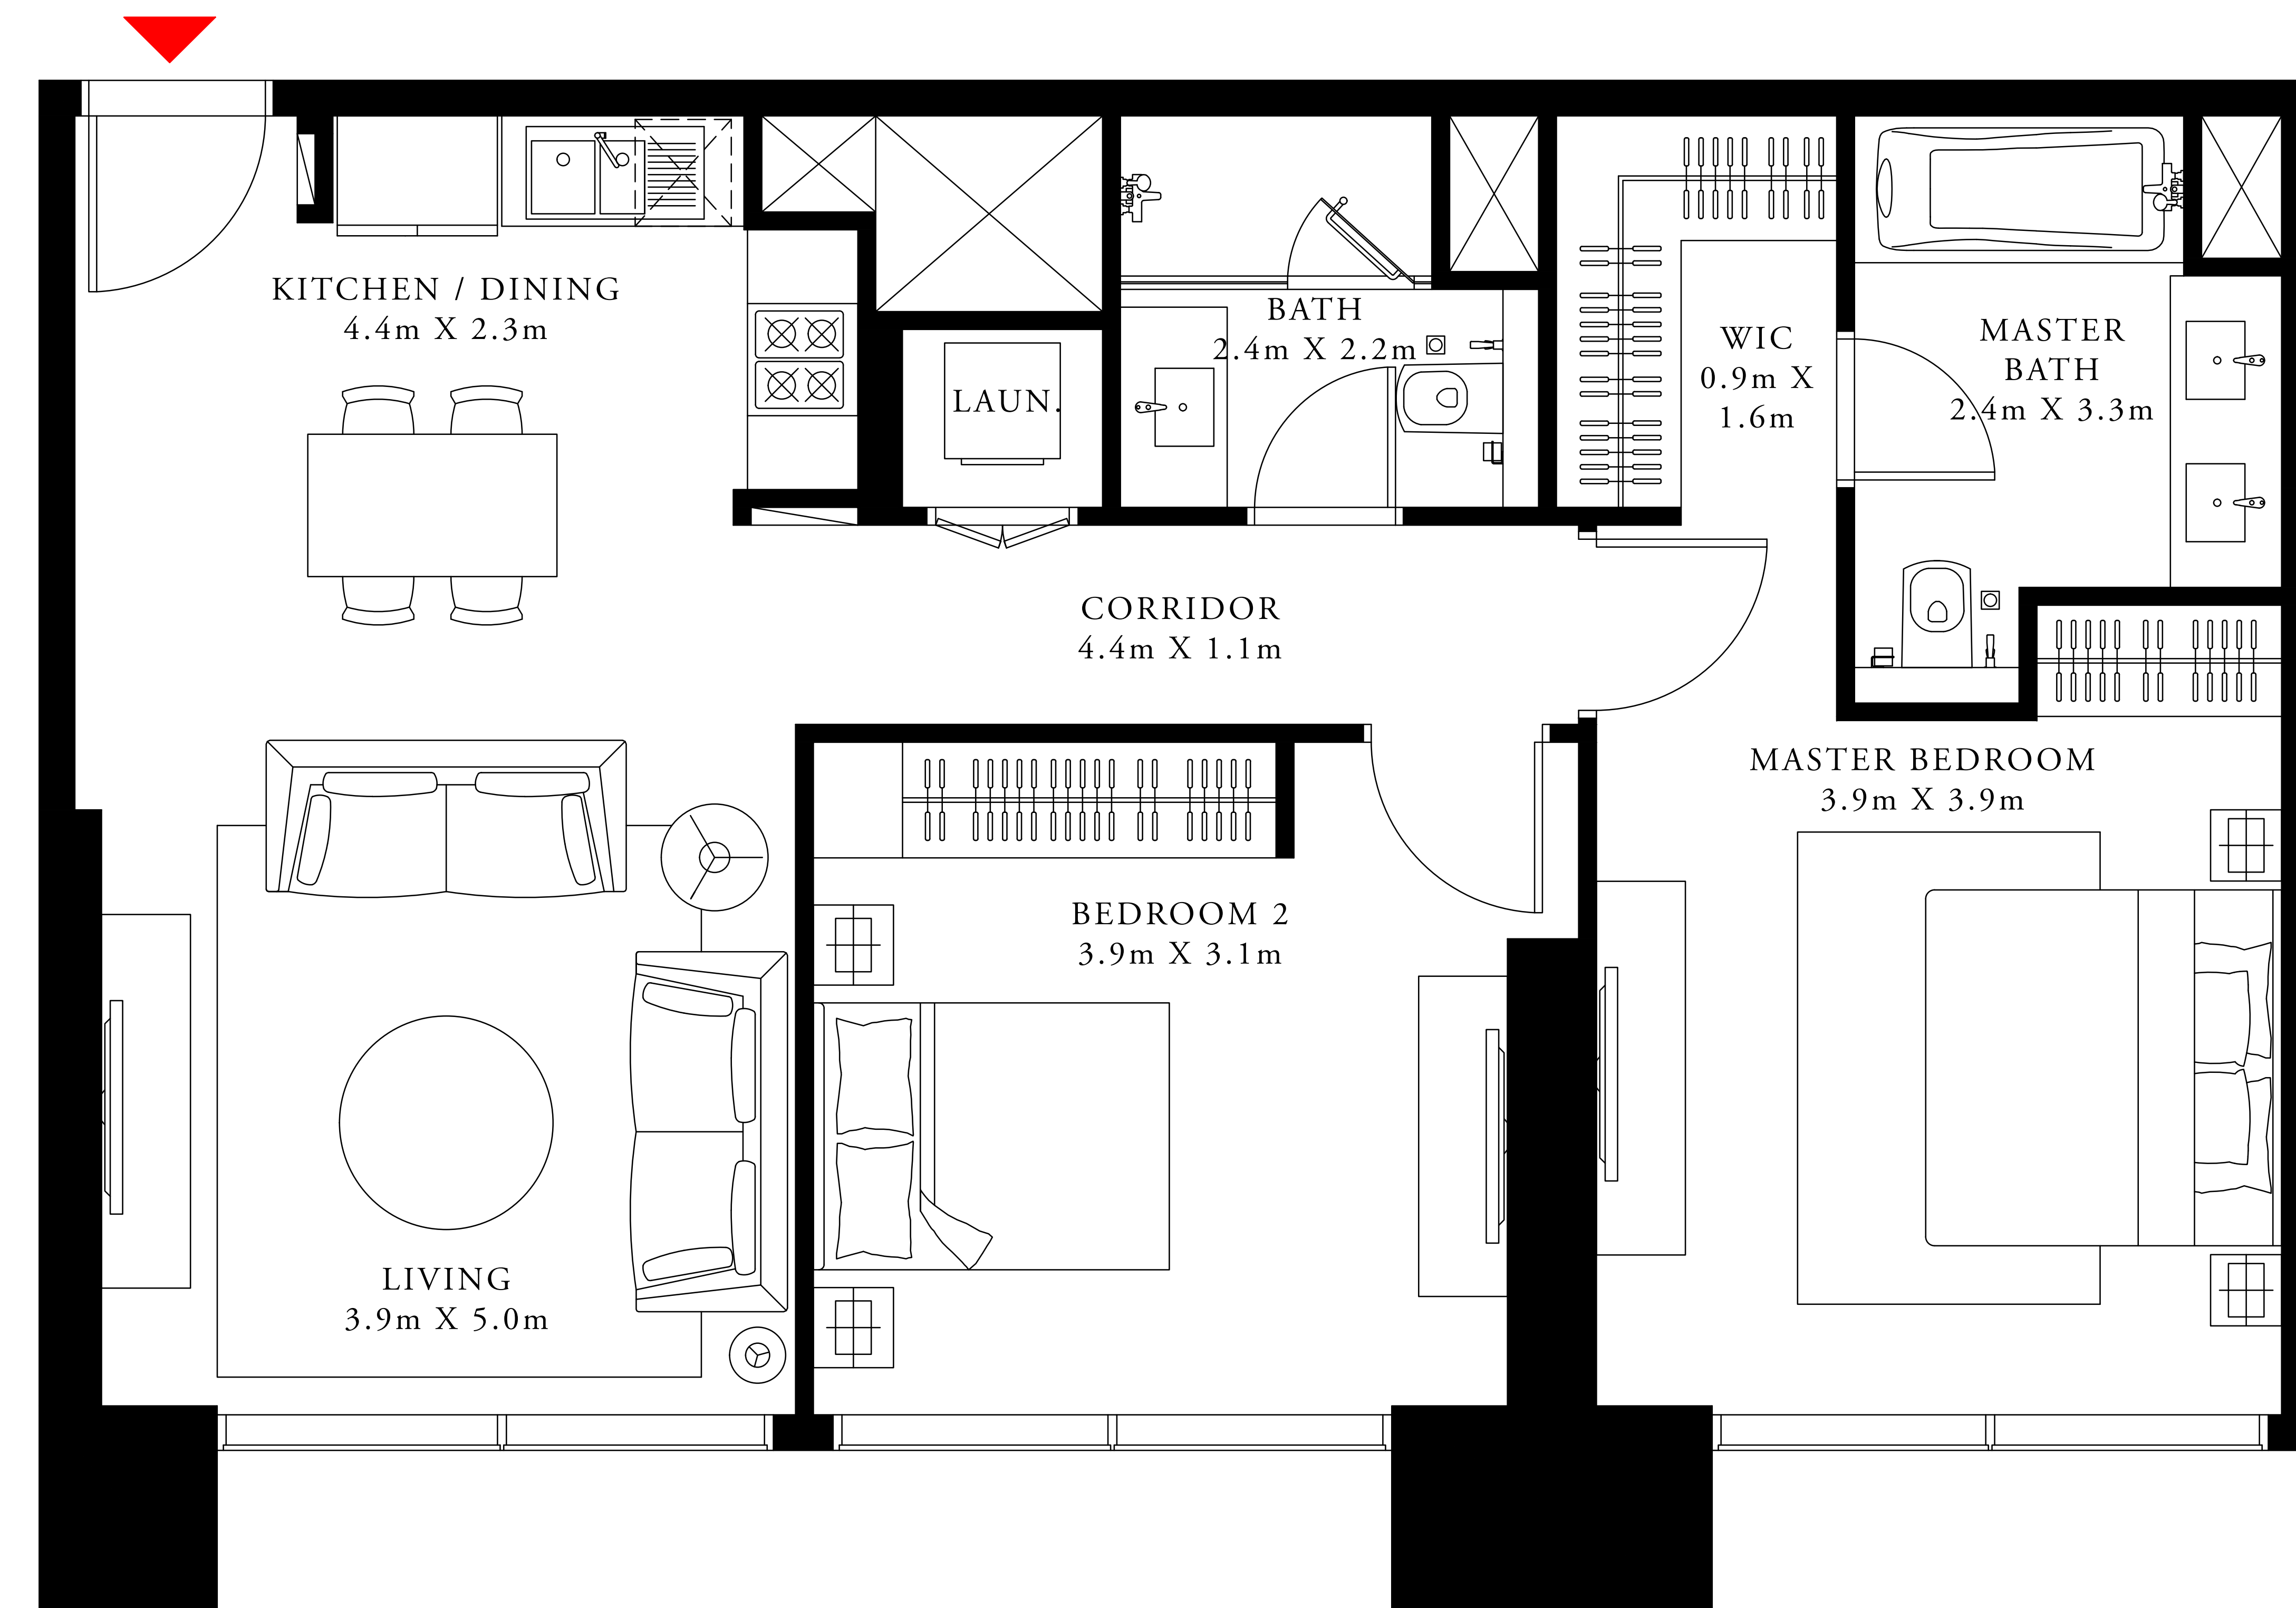 KITCHEN / DINING
4.4m X 2.3m
LAUN.
BATH
2.4m X 2.2m
WIC
0.9m X
1.6m
MASTER
BATH
2.4m X 3.3m
CORRIDOR
4.4m X 1.1m
MASTER BEDROOM
3.9m X 3.9m
BEDROOM 2
3.9m X 3.1m
LIVING
3.9m X 5.0m